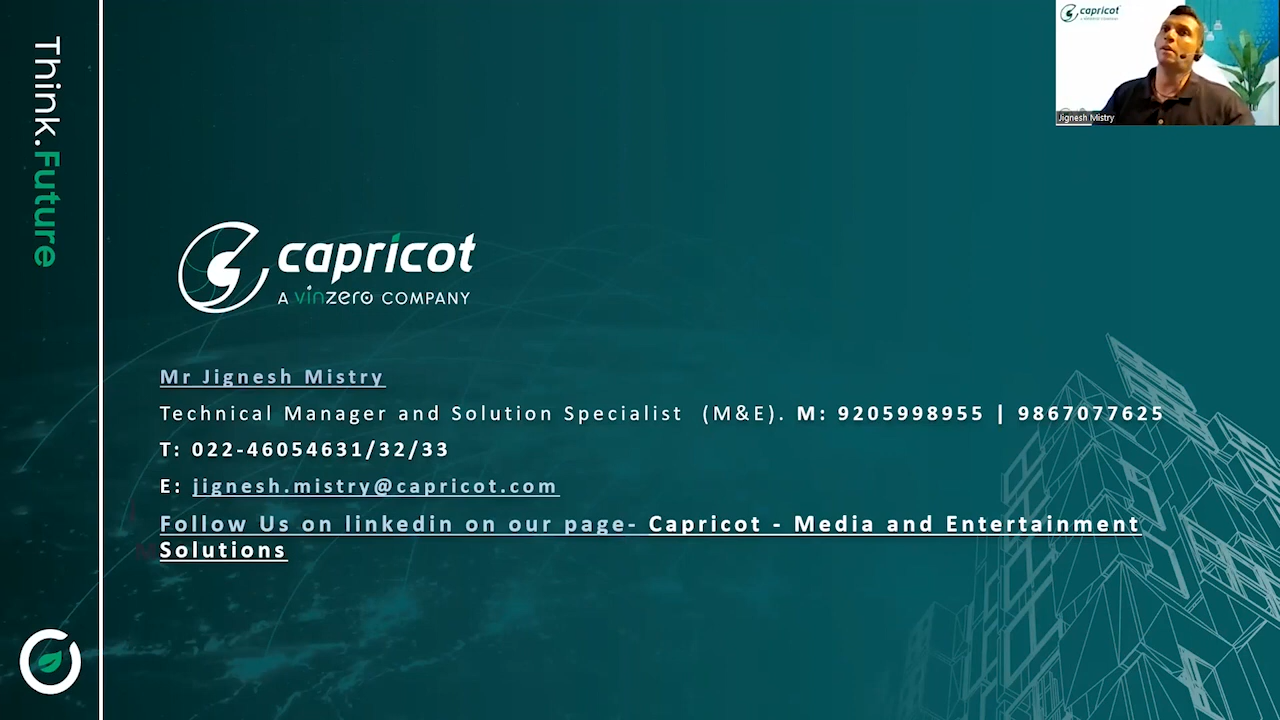 Think.Future
capricot
Jignesh Mistry
capricot
A vinzero COMPANY
Mr Jignesh Mistry
Technical Manager and Solution Specialist (M&E). M: 9205998955 | 9867077625
T: 022-46054631/32/33
E: jignesh.mistry@capricot.com
Follow Us on linkedin on our page- Capricot - Media and Entertainment
Solutions